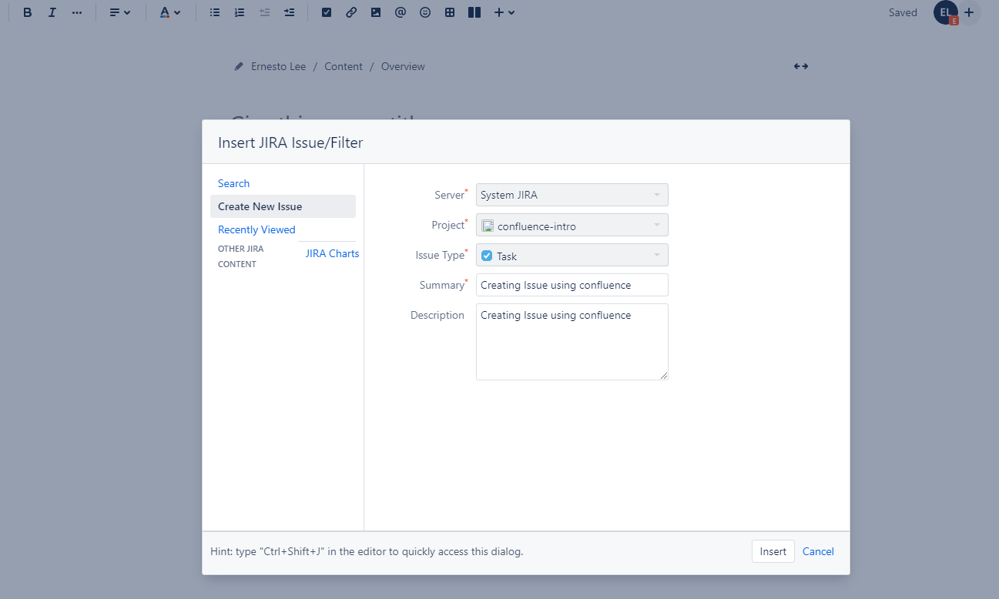 B I A @ Saved EL E
Ernesto Lee / Content / Overview
Insert JIRA Issue/Filter
Search
Create New Issue
Recently Viewed
OTHER JIRA
CONTENT
JIRA Charts
Server* System JIRA
Project* confluence-intro
Issue Type* Task
Summary* Creating Issue using confluence
Description Creating Issue using confluence
Hint: type "Ctrl+Shift+J" in the editor to quickly access this dialog.
Insert Cancel